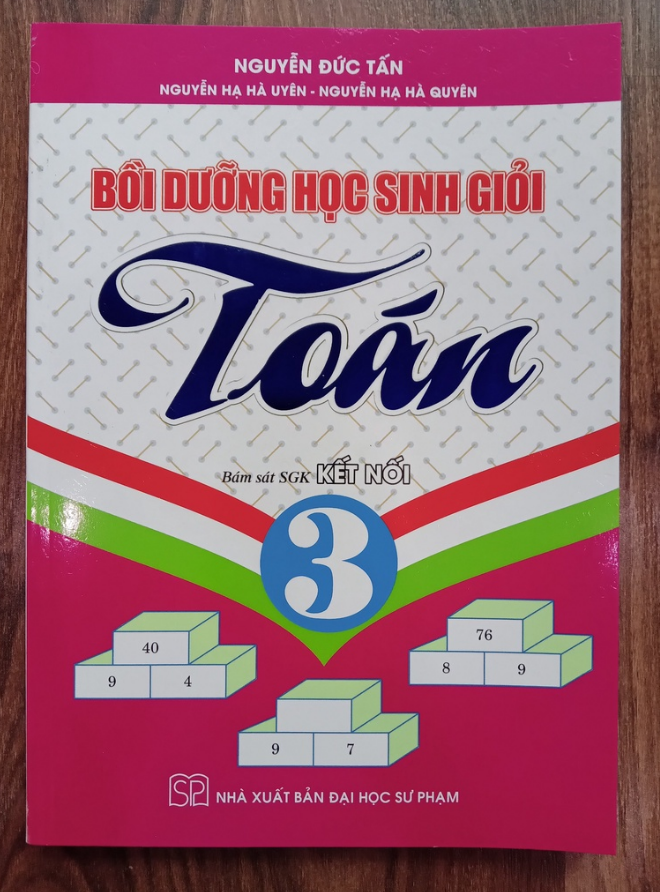 NGUYỄN ĐỨC TẤN
NGUYỄN HẠ HÀ UYÊN - NGUYỄN HẠ HÀ QUYÊN
BỒI DƯỠNG HỌC SINH GIỎI
Toán
Bám sát SGK KẾT NỐI
3
40
9 4
76
8 9
9 7
SP NHÀ XUẤT BẢN ĐẠI HỌC SƯ PHẠM